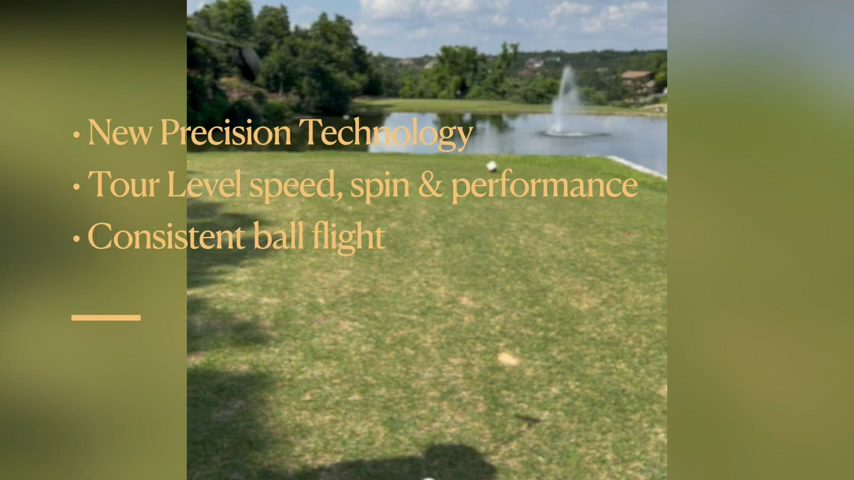 • New Precision Technology
• Tour Level speed, spin & performance
• Consistent ball flight